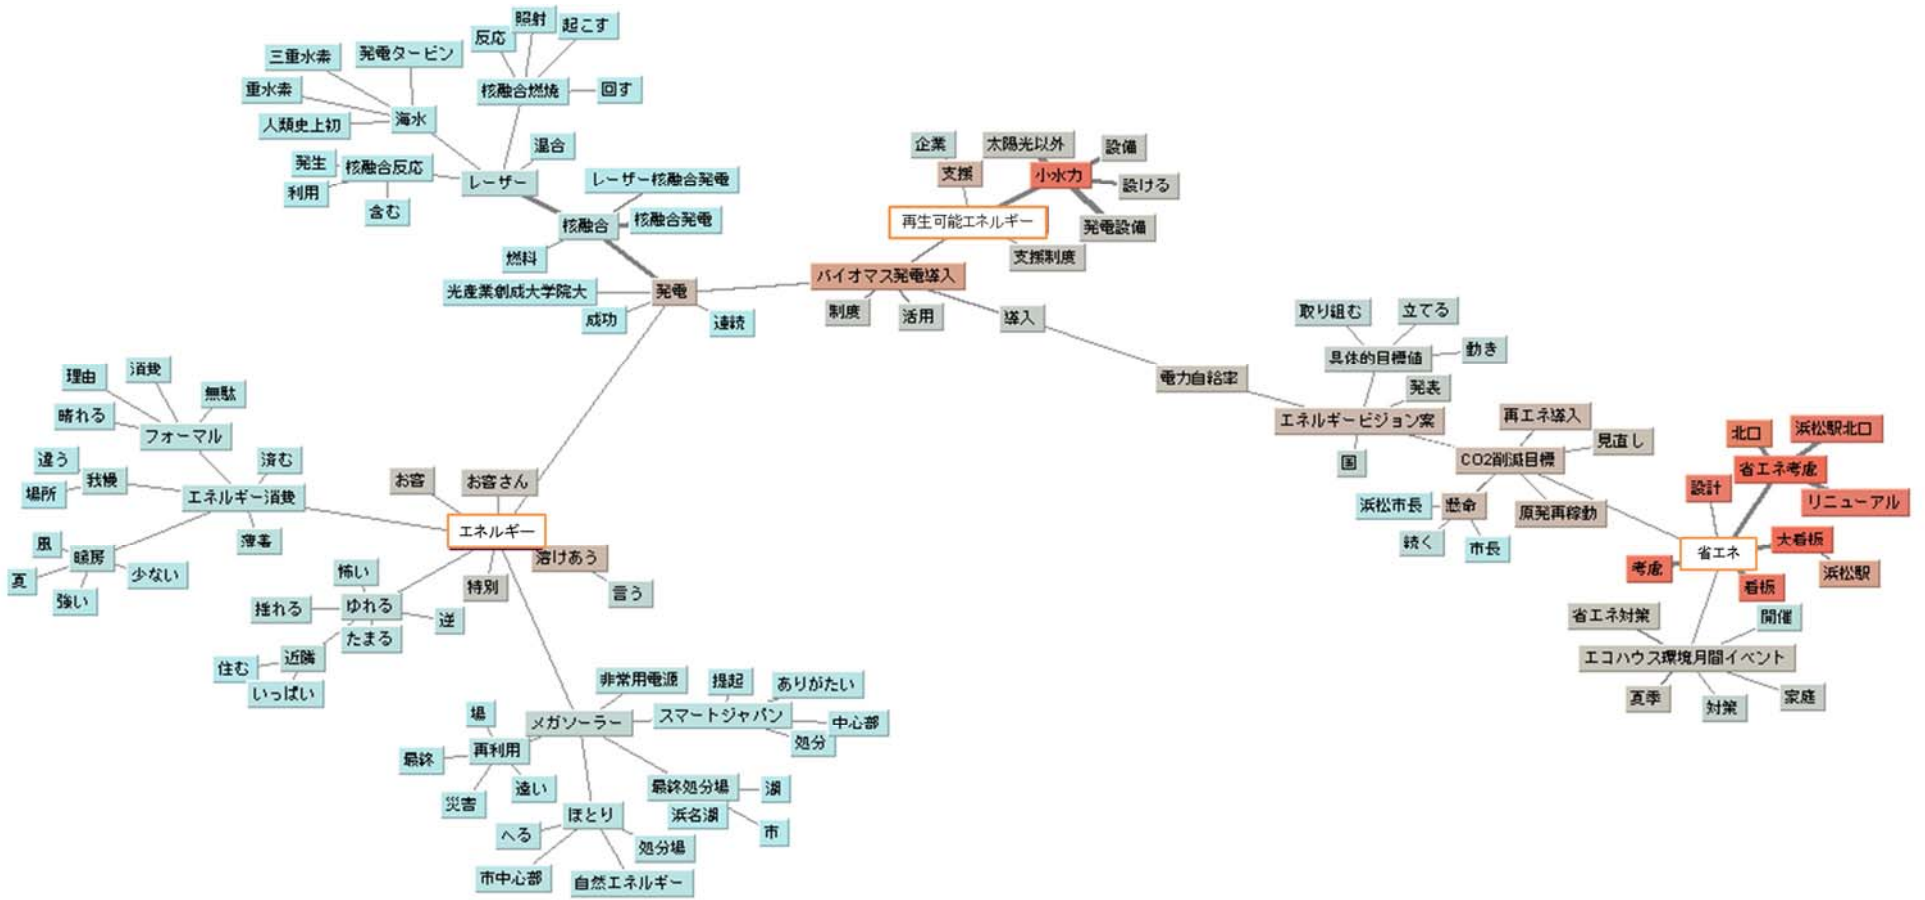 照射
起こす
反応
三重水素
発電タービン
核融合燃焼
回す
重水素
海水
人類史上初
混合
発生
核融合反応
レーザー
レーザー核融合発電
利用
含む
核融合
核融合発電
燃料
光産業創成大学院大
発電
成功
連続
企業
太陽光以外
設備
支援
小水力
設ける
再生可能エネルギー
発電設備
支援制度
バイオマス発電導入
制度
活用
導入
取り組む
立てる
具体的目標値
動き
電力自給率
発表
エネルギービジョン案
国
再エネ導入
見直し
CO2削減目標
浜松市長
懸命
原発再稼動
続く
市長
北口
浜松駅北口
省エネ考慮
設計
リニューアル
大看板
省エネ
考慮
看板
浜松駅
省エネ対策
開催
エコハウス環境月間イベント
夏季
対策
家庭
理由
消費
無駄
晴れる
フォーマル
違う
我慢
済む
場所
エネルギー消費
薄着
風
暖房
夏
少ない
強い
お客
お客さん
エネルギー
溶けあう
特別
言う
怖い
揺れる
ゆれる
逆
たまる
近隣
住む
いっぱい
非常用電源
提起
ありがたい
場
メガソーラー
スマートジャパン
中心部
処分
再利用
最終
遠い
災害
最終処分場
湖
浜名湖
市
ほとり
へる
処分場
市中心部
自然エネルギー